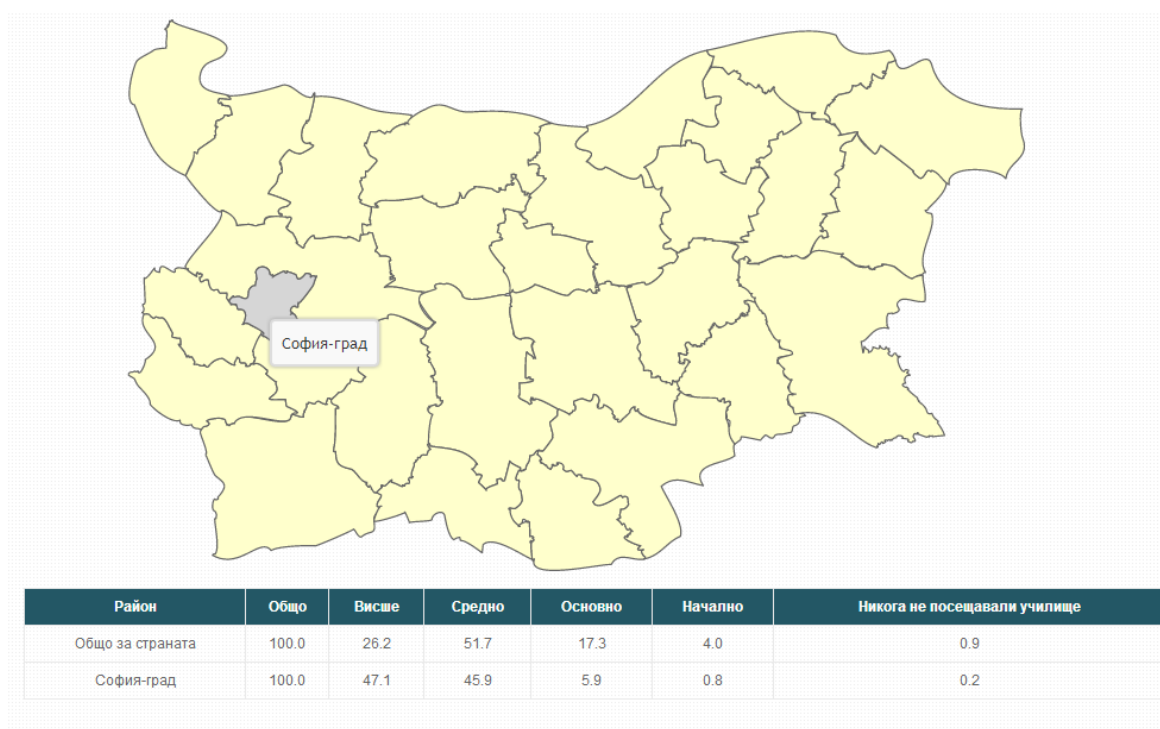 София-град
Район Общо Висше Средно Основно Начално Никога не посещавали училище
Общо за страната 100.0 26.2 51.7 17.3 4.0 0.9
София-град 100.0 47.1 45.9 5.9 0.8 0.2